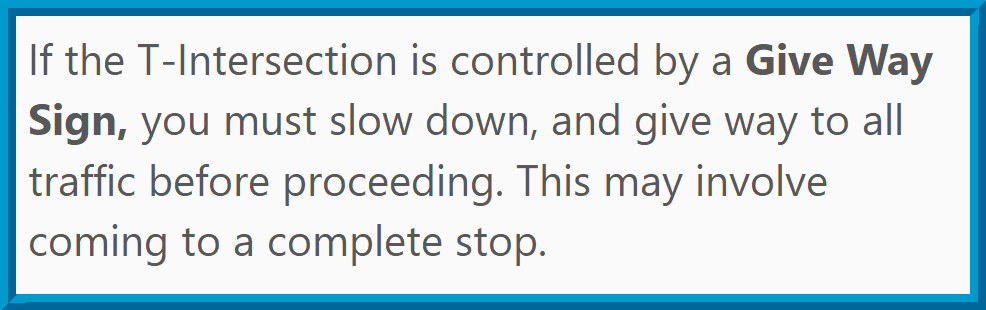 If the T-Intersection is controlled by a Give Way
Sign, you must slow down, and give way to all
traffic before proceeding. This may involve
coming to a complete stop.